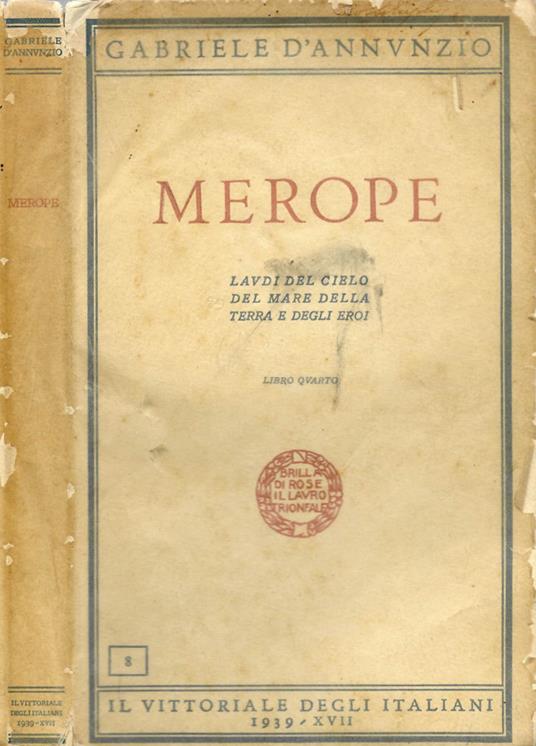 GABRIELE
D'ANNVNZIO
MEROPE
IL VITTORIALE
DEGLI ITALIANI
1939-XVII
GABRIELE D'ANNVNZIO
MEROPE
LAVDI DEL CIELO
DEL MARE DELLA
TERRA E DEGLI EROI
LIBRO QVARTO
BRILLA
DI ROSE
IL LAVRO
TRIONFALE
8
IL VITTORIALE DEGLI ITALIANI
1939-XVII